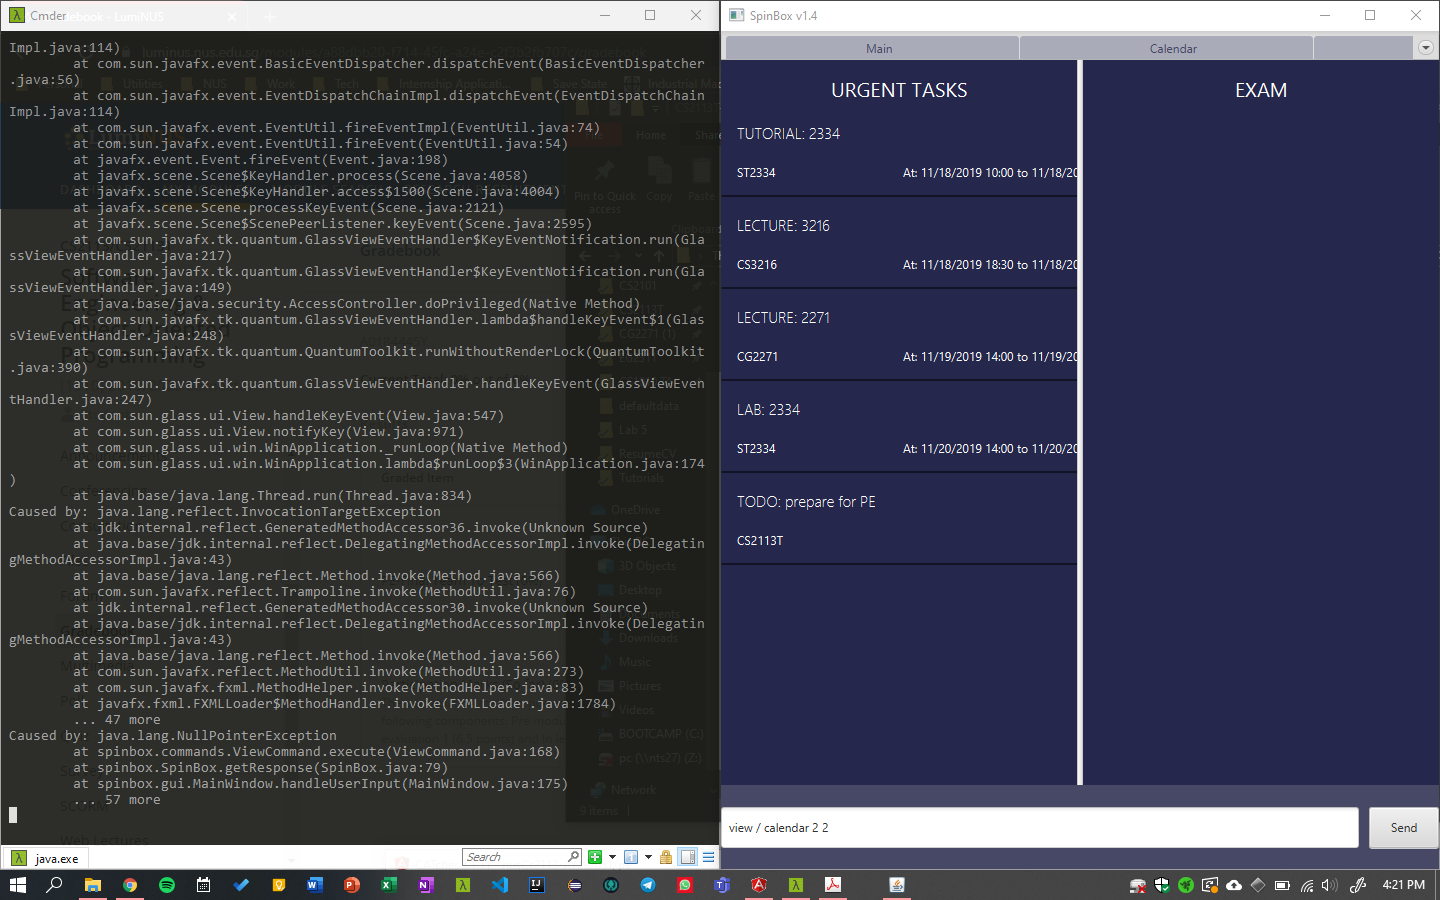 Cmder
Impl.java:114)
at com.sun.javafx.event.BasicEventDispatcher.dispatchEvent(BasicEventDispatcher
.java:56)
at com.sun.javafx.event.EventDispatchChainImpl.dispatchEvent(EventDispatchChain
Impl.java:114)
at com.sun.javafx.event.EventUtil.fireEventImpl(EventUtil.java:74)
at com.sun.javafx.event.EventUtil.fireEvent(EventUtil.java:54)
at javafx.event.Event.fireEvent(Event.java:198)
at javafx.scene.Scene$KeyHandler.process(Scene.java:4058)
at javafx.scene.Scene$KeyHandler.access$1500(Scene.java:4004)
at javafx.scene.Scene.processKeyEvent(Scene.java:2121)
at javafx.scene.Scene$ScenePeerListener.keyEvent(Scene.java:2595)
at com.sun.javafx.tk.quantum.GlassViewEventHandler$KeyEventNotification.run(Gla
ssViewEventHandler.java:217)
at com.sun.javafx.tk.quantum.GlassViewEventHandler$KeyEventNotification.run(Gla
ssViewEventHandler.java:149)
at java.base/java.security.AccessController.doPrivileged(Native Method)
at com.sun.javafx.tk.quantum.GlassViewEventHandler.lambda$handleKeyEvent$1(Glas
sViewEventHandler.java:248)
at com.sun.javafx.tk.quantum.QuantumToolkit.runWithoutRenderLock(QuantumToolkit
.java:390)
at com.sun.javafx.tk.quantum.GlassViewEventHandler.handleKeyEvent(GlassViewEven
tHandler.java:247)
at com.sun.glass.ui.View.handleKeyEvent(View.java:547)
at com.sun.glass.ui.View.notifyKey(View.java:971)
at com.sun.glass.ui.win.WinApplication._runLoop(Native Method)
at com.sun.glass.ui.win.WinApplication.lambda$runLoop$3(WinApplication.java:174
)
at java.base/java.lang.Thread.run(Thread.java:834)
Caused by: java.lang.reflect.InvocationTargetException
at jdk.internal.reflect.GeneratedMethodAccessor36.invoke(Unknown Source)
at java.base/jdk.internal.reflect.DelegatingMethodAccessorImpl.invoke(Delegatin
gMethodAccessorImpl.java:43)
at java.base/java.lang.reflect.Method.invoke(Method.java:566)
at com.sun.javafx.reflect.Trampoline.invoke(MethodUtil.java:76)
at jdk.internal.reflect.GeneratedMethodAccessor30.invoke(Unknown Source)
at java.base/jdk.internal.reflect.DelegatingMethodAccessorImpl.invoke(Delegatin
gMethodAccessorImpl.java:43)
at java.base/java.lang.reflect.Method.invoke(Method.java:566)
at com.sun.javafx.reflect.MethodUtil.invoke(MethodUtil.java:273)
at com.sun.javafx.fxml.MethodHelper.invoke(MethodHelper.java:83)
at javafx.fxml.FXMLLoader$MethodHandler.invoke(FXMLLoader.java:1784)
... 47 more
Caused by: java.lang.NullPointerException
at spinbox.commands.ViewCommand.execute(ViewCommand.java:168)
at spinbox.SpinBox.getResponse(SpinBox.java:79)
at spinbox.gui.MainWindow.handleUserInput(MainWindow.java:175)
... 57 more
java.exe
Search
SpinBox v1.4
Main
Calendar
URGENT TASKS
TUTORIAL: 2334
ST2334 At: 11/18/2019 10:00 to 11/18/20
LECTURE: 3216
CS3216 At: 11/18/2019 18:30 to 11/18/20
LECTURE: 2271
CG2271 At: 11/19/2019 14:00 to 11/19/20
LAB: 2334
ST2334 At: 11/20/2019 14:00 to 11/20/20
TODO: prepare for PE
CS2113T
EXAM
view / calendar 2 2
Send
4:21 PM